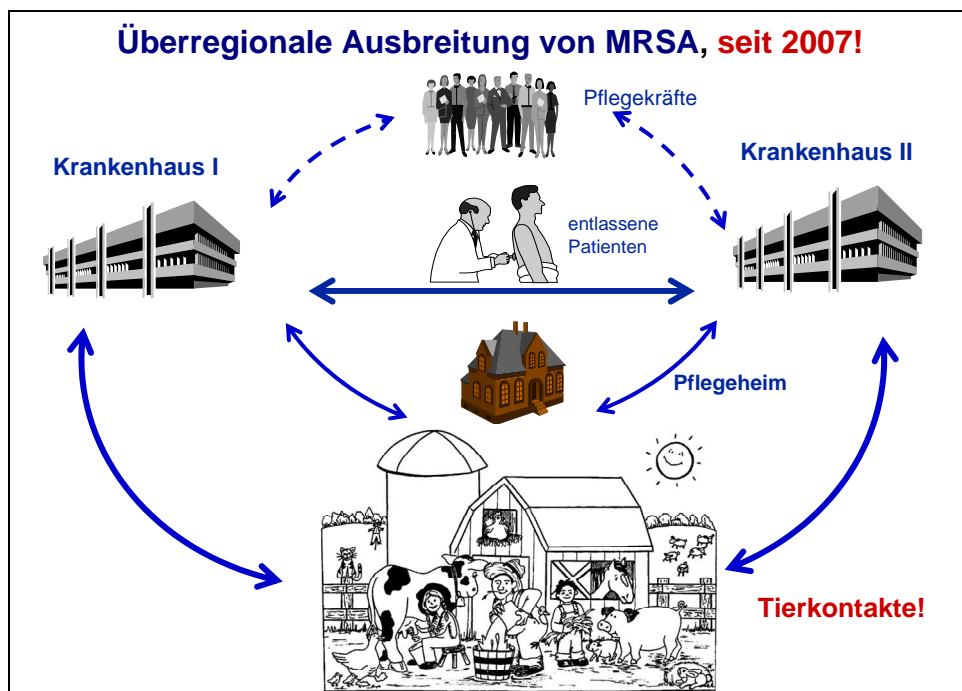 Überregionale Ausbreitung von MRSA, seit 2007!
Pflegekräfte
Krankenhaus I
Krankenhaus II
entlassene
Patienten
Pflegeheim
Tierkontakte!